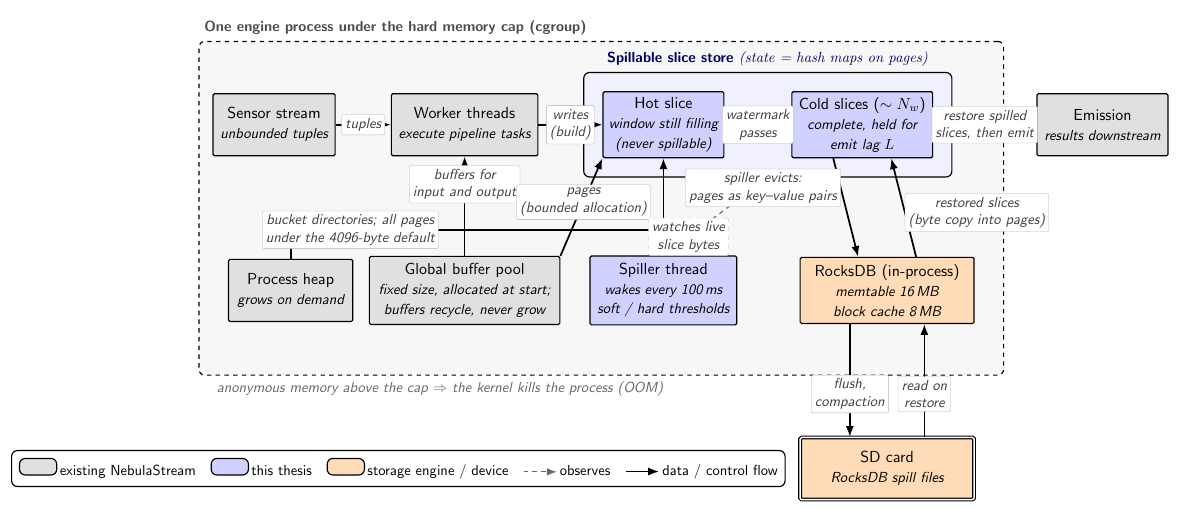 One engine process under the hard memory cap (cgroup)
Spillable slice store (state = hash maps on pages)
Sensor stream
unbounded tuples
tuples
Worker threads
execute pipeline tasks
writes
(build)
Hot slice
window still filling
(never spillable)
watermark
passes
Cold slices (∼ N_w)
complete, held for
emit lag L
restore spilled
slices, then emit
Emission
results downstream
buffers for
input and output
pages
(bounded allocation)
spiller evicts:
pages as key–value pairs
restored slices
(byte copy into pages)
bucket directories; all pages
under the 4096-byte default
watches live
slice bytes
Process heap
grows on demand
Global buffer pool
fixed size, allocated at start;
buffers recycle, never grow
Spiller thread
wakes every 100 ms
soft / hard thresholds
RocksDB (in-process)
memtable 16 MB
block cache 8 MB
anonymous memory above the cap ⇒ the kernel kills the process (OOM)
flush,
compaction
read on
restore
SD card
RocksDB spill files
existing NebulaStream
this thesis
storage engine / device
observes
data / control flow